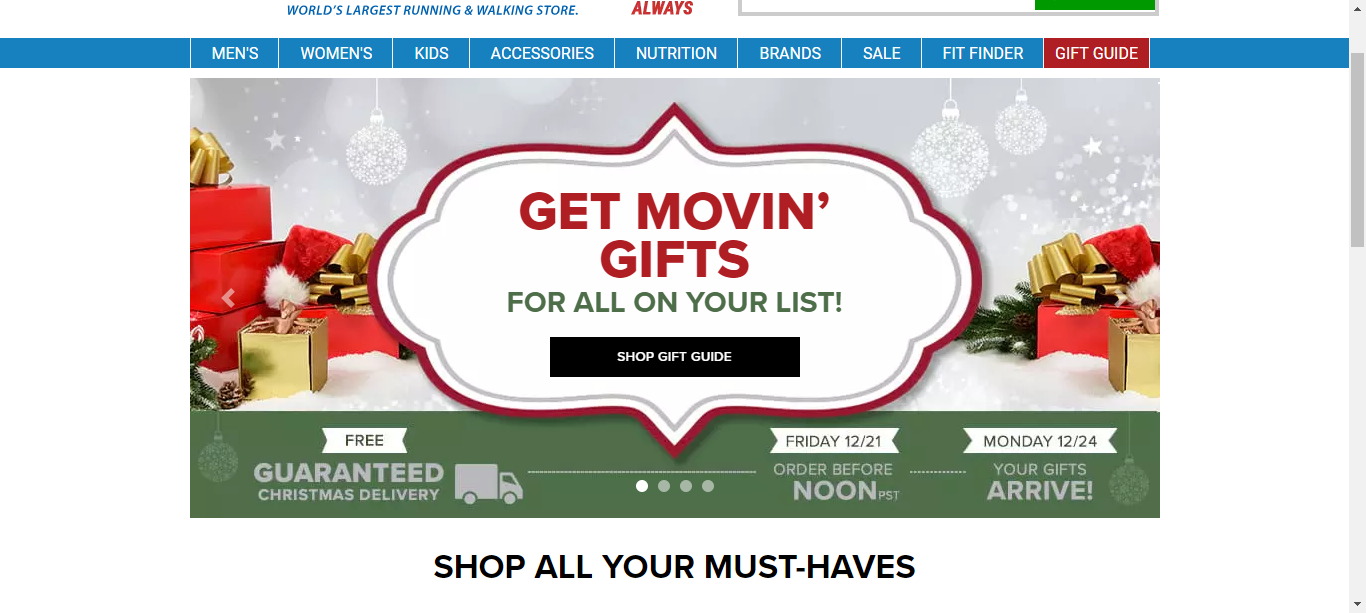 WORLD'S LARGEST RUNNING & WALKING STORE.
ALWAYS
MEN'S
WOMEN'S
KIDS
ACCESSORIES
NUTRITION
BRANDS
SALE
FIT FINDER
GIFT GUIDE
GET MOVIN'
GIFTS
FOR ALL ON YOUR LIST!
SHOP GIFT GUIDE
FREE
GUARANTEED
CHRISTMAS DELIVERY
FRIDAY 12/21
ORDER BEFORE
NOON PST
MONDAY 12/24
YOUR GIFTS
ARRIVE!
SHOP ALL YOUR MUST-HAVES